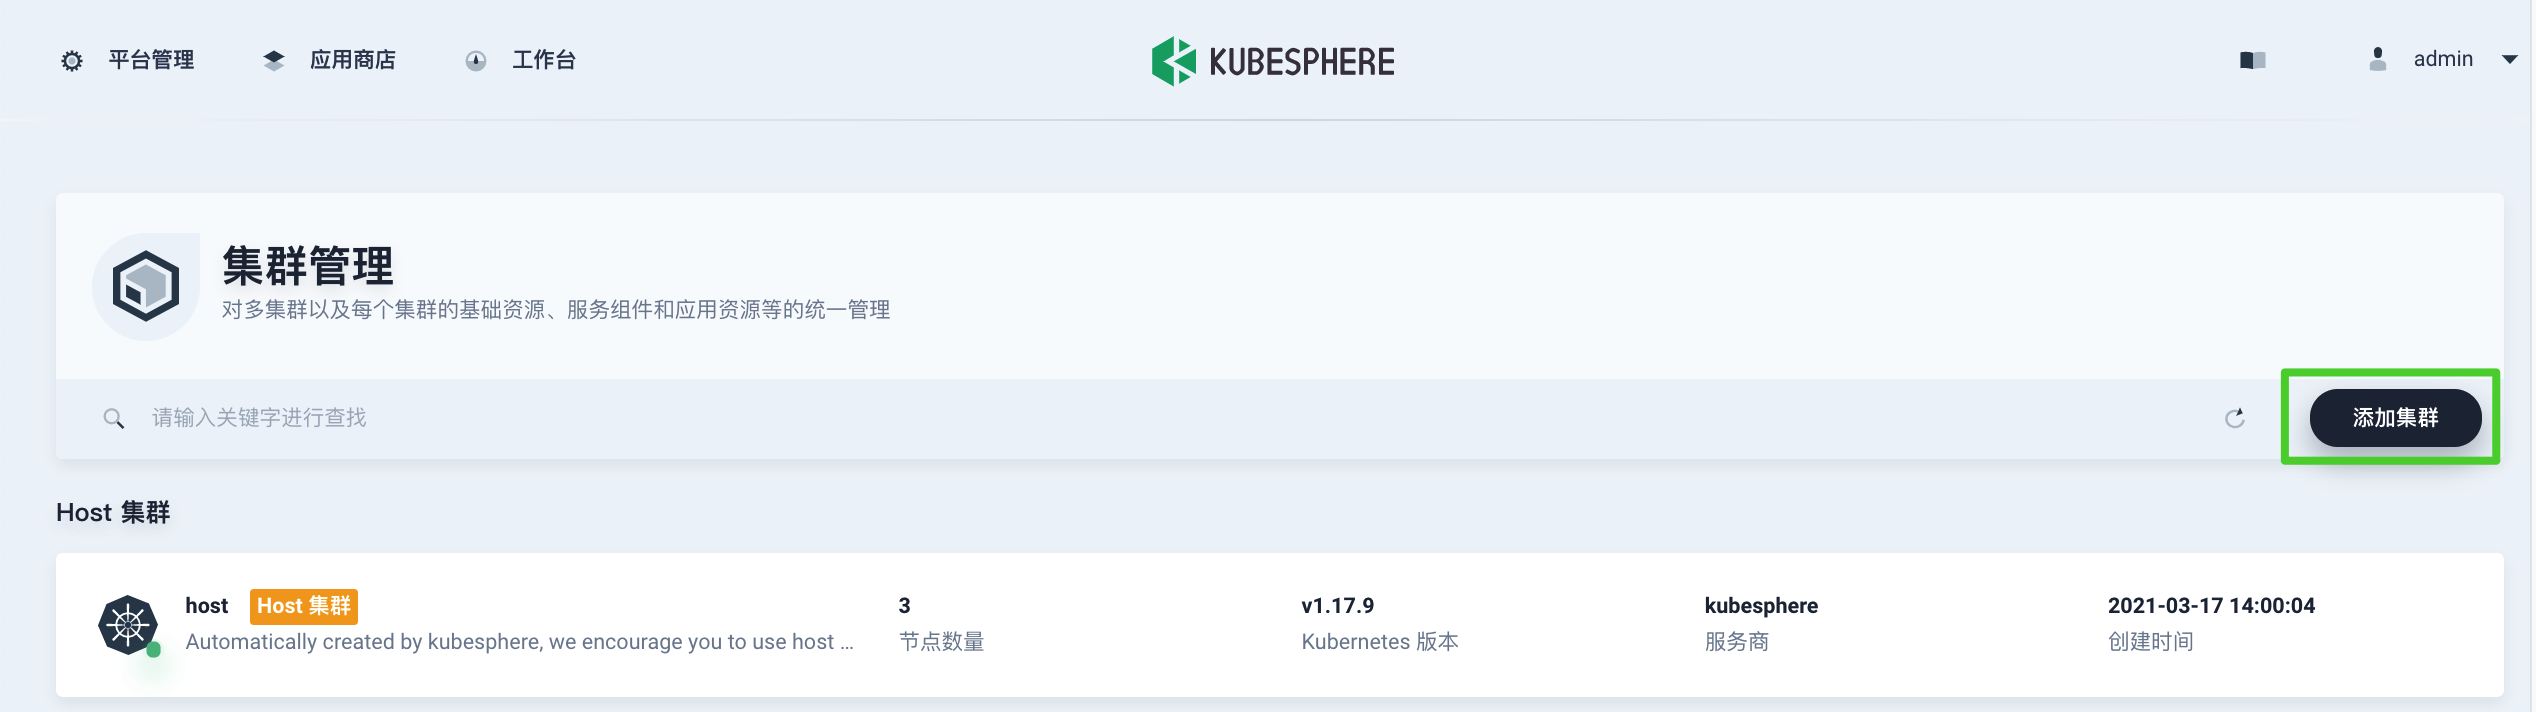 平台管理
应用商店
工作台
KUBESPHERE
admin
集群管理
对多集群以及每个集群的基础资源、服务组件和应用资源等的统一管理
请输入关键字进行查找
添加集群
Host 集群
host Host 集群
Automatically created by kubesphere, we encourage you to use host ...
3
节点数量
v1.17.9
Kubernetes 版本
kubesphere
服务商
2021-03-17 14:00:04
创建时间